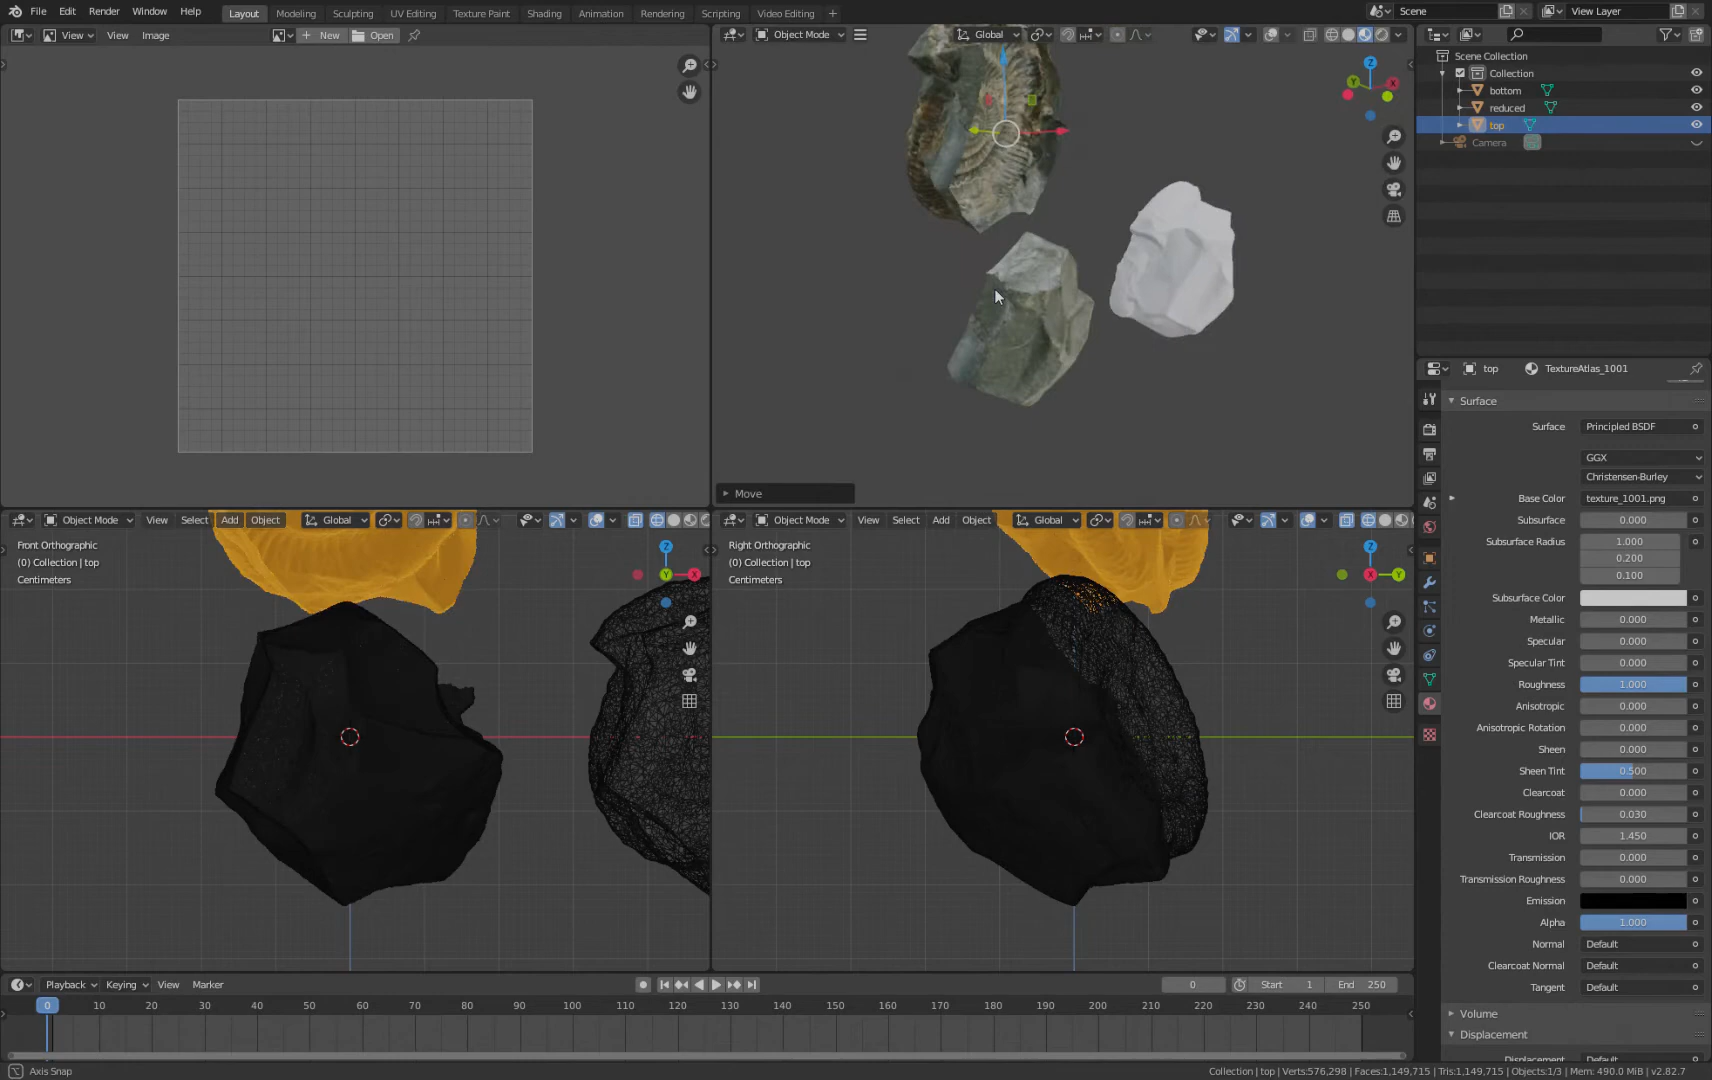 File Edit Render Window Help Layout Modeling Sculpting UV Editing Texture Paint Shading Animation Rendering Scripting Video Editing + Scene View Layer
View View Image + New Open
Object Mode Global
Scene Collection
Collection
bottom
reduced
top
Camera
top TextureAtlas_1001
Surface
Surface Principled BSDF
GGX
Christensen-Burley
Base Color texture_1001.png
Subsurface 0.000
Subsurface Radius 1.000
0.200
0.100
Subsurface Color
Metallic 0.000
Specular 0.000
Specular Tint 0.000
Roughness 1.000
Anisotropic 0.000
Anisotropic Rotation 0.000
Sheen 0.000
Sheen Tint 0.500
Clearcoat 0.000
Clearcoat Roughness 0.030
IOR 1.450
Transmission 0.000
Transmission Roughness 0.000
Emission
Alpha 1.000
Normal Default
Clearcoat Normal Default
Tangent Default
Volume
Displacement
Displacement Default
Z
Y
X
Move
Object Mode View Select Add Object Global
Front Orthographic
(0) Collection | top
Centimeters
Z
Y
X
Object Mode View Select Add Object Global
Right Orthographic
(0) Collection | top
Centimeters
Z
X
Y
Playback Keying View Marker 0 Start 1 End 250
0 10 20 30 40 50 60 70 80 90 100 110 120 130 140 150 160 170 180 190 200 210 220 230 240 250
Axis Snap Collection | top | Verts:576,298 | Faces:1,149,715 | Tris:1,149,715 | Objects:1/3 | Mem: 490.0 MiB | v2.82.7